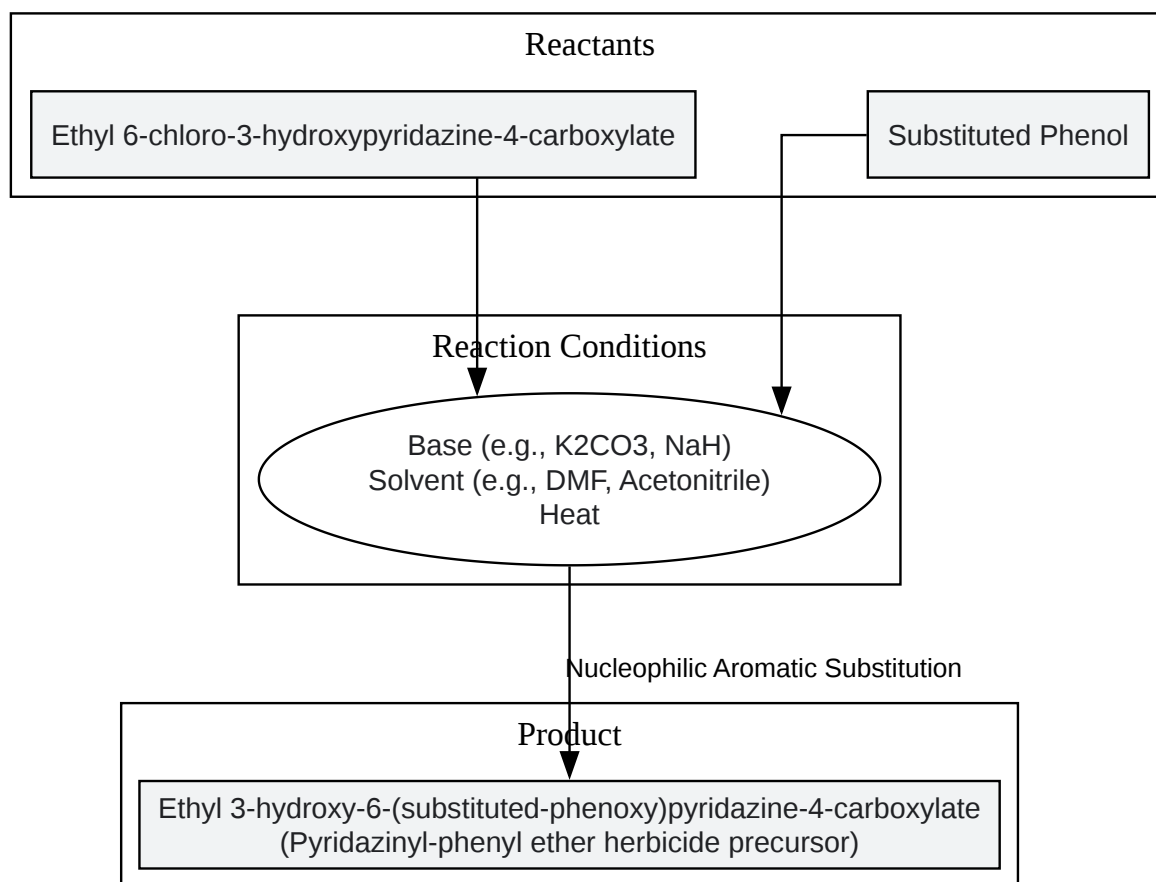 Reactants
Ethyl 6-chloro-3-hydroxypyridazine-4-carboxylate
Substituted Phenol
Reaction Conditions
Base (e.g., K2CO3, NaH)
Solvent (e.g., DMF, Acetonitrile)
Heat
Nucleophilic Aromatic Substitution
Product
Ethyl 3-hydroxy-6-(substituted-phenoxy)pyridazine-4-carboxylate
(Pyridazinyl-phenyl ether herbicide precursor)